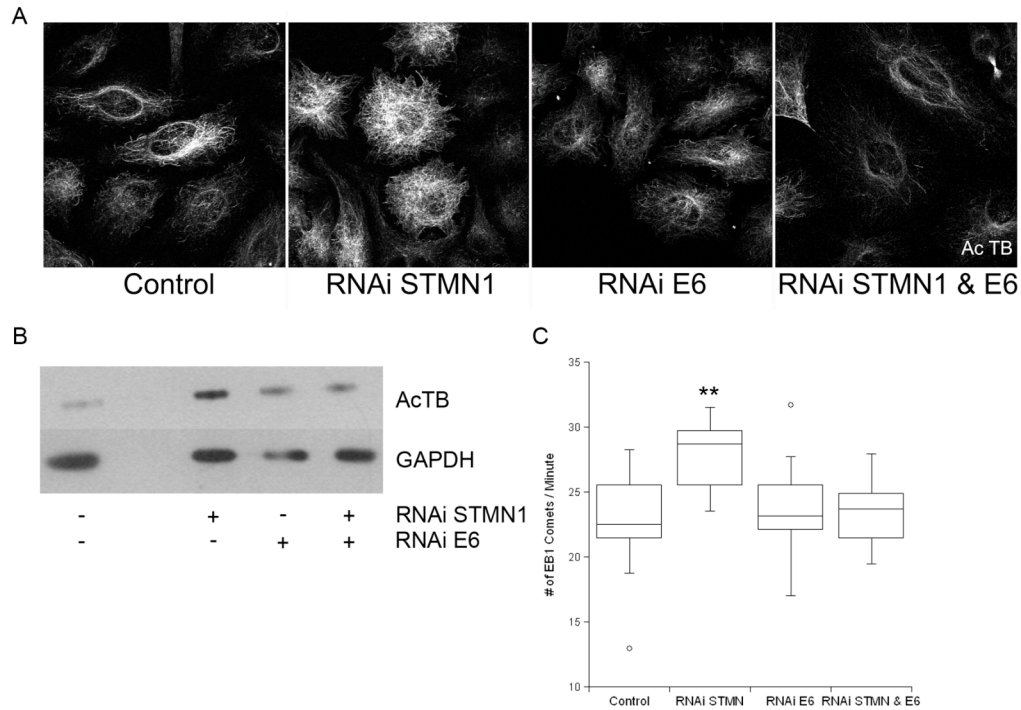 A
Ac TB
Control
RNAi STMN1
RNAi E6
RNAi STMN1 & E6
B
AcTB
GAPDH
- + - + RNAi STMN1
- - + + RNAi E6
C
35
**
30
25
20
15
10
# of EB1 Comets / Minute
Control
RNAi STMN
RNAi E6
RNAi STMN & E6